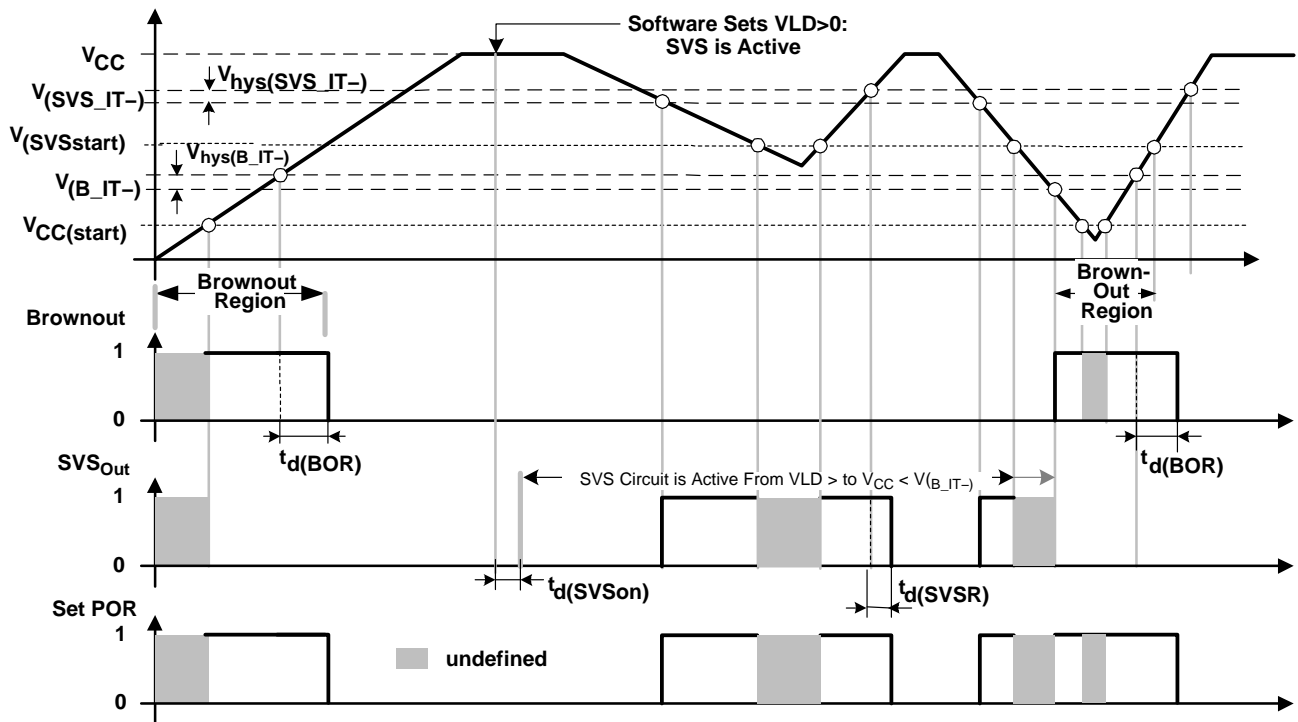 Software Sets VLD>0:
SVS is Active
VCC
Vhys(SVS_IT–)
V(SVS_IT–)
V(SVSstart)
Vhys(B_IT–)
V(B_IT–)
VCC(start)
Brownout
Region
Brown-
Out
Region
Brownout
1
0
td(BOR)
td(BOR)
SVSOut
SVS Circuit is Active From VLD > to VCC < V(B_IT–)
1
0
td(SVSon)
td(SVSR)
Set POR
1
undefined
0